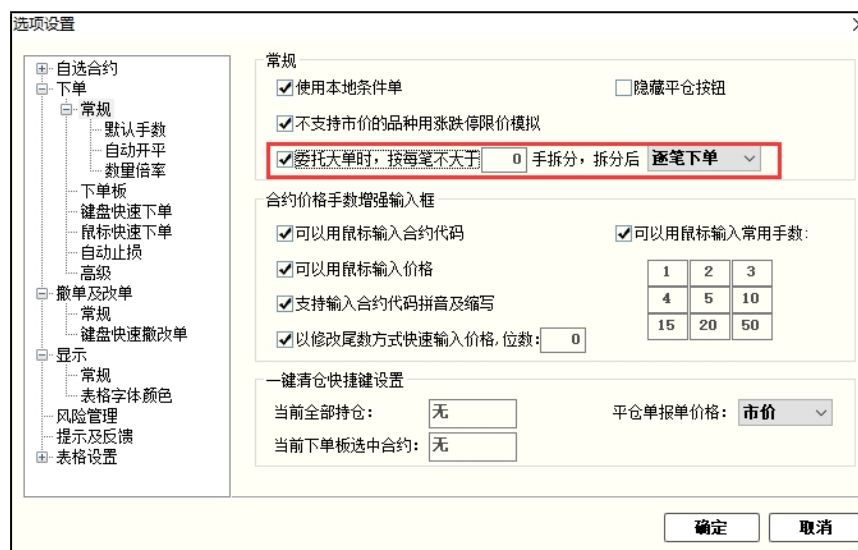 选项设置
自选合约
下单
常规
默认手数
自动开平
数量倍率
下单板
键盘快速下单
鼠标快速下单
自动止损
高级
撤单及改单
常规
键盘快速撤改单
显示
常规
表格字体颜色
风险管理
提示及反馈
表格设置
常规
使用本地条件单 隐藏平仓按钮
不支持市价的品种用涨跌停限价模拟
委托大单时，按每笔不大于 0 手拆分，拆分后 逐笔下单
合约价格手数增强输入框
可以用鼠标输入合约代码 可以用鼠标输入常用手数:
可以用鼠标输入价格
支持输入合约代码拼音及缩写
以修改尾数方式快速输入价格,位数: 0
1 2 3
4 5 10
15 20 50
一键清仓快捷键设置
当前全部持仓: 无 平仓单报单价格: 市价
当前下单板选中合约: 无
确定 取消